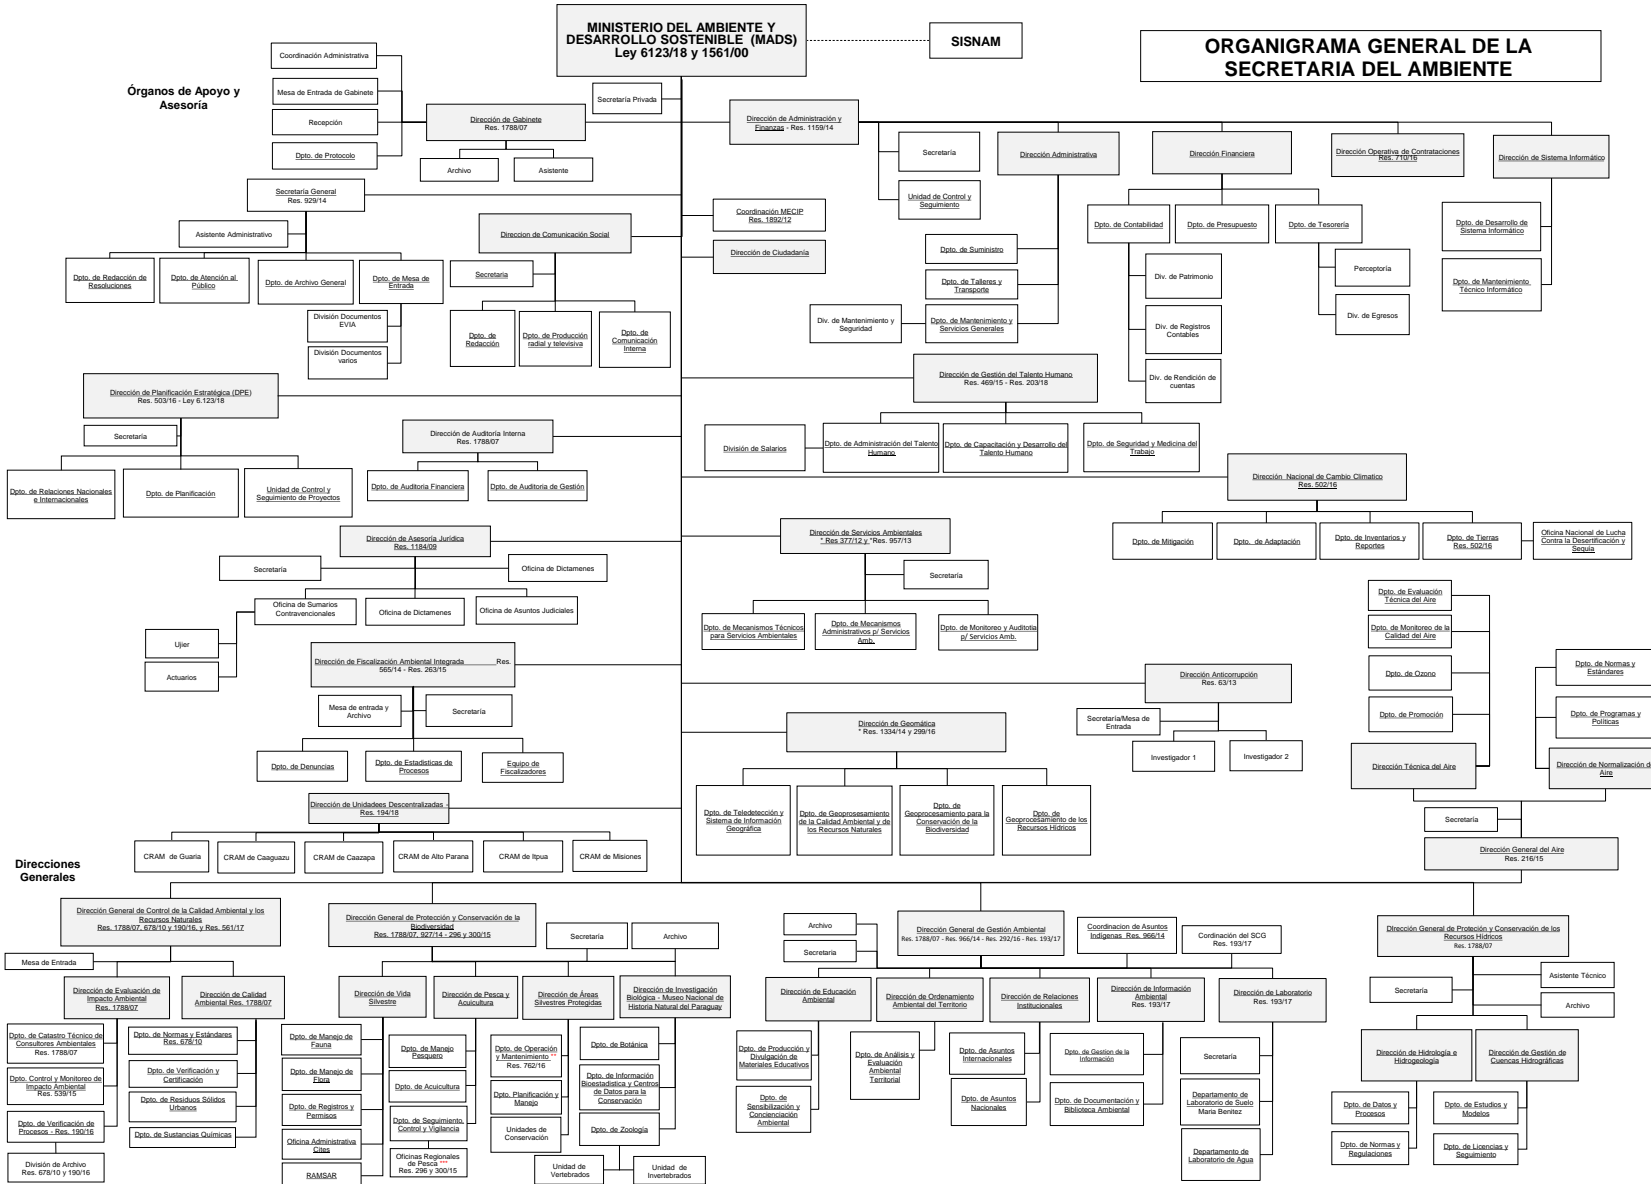 MINISTERIO DEL AMBIENTE Y
DESARROLLO SOSTENIBLE (MADS)
Ley 6123/18 y 1561/00
SISNAM
ORGANIGRAMA GENERAL DE LA
SECRETARIA DEL AMBIENTE
Órganos de Apoyo y
Asesoría
Coordinación Administrativa
Mesa de Entrada de Gabinete
Recepción
Dpto. de Protocolo
Dirección de Gabinete
Res. 1788/07
Archivo
Asistente
Secretaría Privada
Dirección de Administración y
Finanzas - Res. 1159/14
Secretaría
Unidad de Control y
Seguimiento
Dirección Administrativa
Dirección Financiera
Dirección Operativa de Contrataciones
Res. 710/16
Dirección de Sistema Informático
Secretaría General
Res. 929/14
Asistente Administrativo
Dpto. de Redacción de
Resoluciones
Dpto. de Atención al
Público
Dpto. de Archivo General
Dpto. de Mesa de
Entrada
División Documentos
EVIA
División Documentos
varios
Direccion de Comunicación Social
Secretaria
Dpto. de
Redacción
Dpto. de Producción
radial y televisiva
Dpto. de
Comunicación
Interna
Coordinación MECIP
Res. 1892/12
Dirección de Ciudadanía
Dpto. de Suministro
Dpto. de Talleres y
Transporte
Div. de Mantenimiento y
Seguridad
Dpto. de Mantenimiento y
Servicios Generales
Dpto. de Contabilidad
Dpto. de Presupuesto
Dpto. de Tesorería
Div. de Patrimonio
Div. de Registros
Contables
Div. de Rendición de
cuentas
Perceptoría
Div. de Egresos
Dpto. de Desarrollo de
Sistema Informático
Dpto. de Mantenimiento
Técnico Informático
Dirección de Planificación Estratégica (DPE)
Res. 503/16 - Ley 6.123/18
Secretaría
Dpto. de Relaciones Nacionales
e Internacionales
Dpto. de Planificación
Unidad de Control y
Seguimiento de Proyectos
Dirección de Auditoría Interna
Res. 1788/07
Dpto. de Auditoria Financiera
Dpto. de Auditoria de Gestión
Dirección de Gestión del Talento Humano
Res. 469/15 - Res. 203/18
División de Salarios
Dpto. de Administración del Talento
Humano
Dpto. de Capacitación y Desarrollo del
Talento Humano
Dpto. de Seguridad y Medicina del
Trabajo
Dirección Nacional de Cambio Climatico
Res. 502/16
Dpto. de Mitigación
Dpto. de Adaptación
Dpto. de Inventarios y
Reportes
Dpto. de Tierras
Res. 502/16
Oficina Nacional de Lucha
Contra la Desertificación y
Sequia
Dirección de Asesoría Jurídica
Res. 1184/09
Secretaría
Oficina de Dictamenes
Oficina de Sumarios
Contravencionales
Oficina de Dictamenes
Oficina de Asuntos Judiciales
Ujier
Actuarios
Dirección de Servicios Ambientales
* Res 377/12 y *Res. 957/13
Secretaría
Dpto. de Mecanismos Técnicos
para Servicios Ambientales
Dpto. de Mecanismos
Administrativos p/ Servicios
Amb.
Dpto. de Monitoreo y Auditotia
p/ Servicios Amb.
Dirección de Fiscalización Ambiental Integrada Res.
565/14 - Res. 263/15
Mesa de entrada y
Archivo
Secretaría
Dpto. de Denuncias
Dpto. de Estadisticas de
Procesos
Equipo de
Fiscalizadores
Dirección Anticorrupción
Res. 63/13
Secretaría/Mesa de
Entrada
Investigador 1
Investigador 2
Dirección de Geomática
* Res. 1334/14 y 299/16
Dpto. de Teledetección y
Sistema de Información
Geográfica
Dpto. de Geoprosesamento
de la Calidad Ambiental y de
los Recursos Naturales
Dpto. de
Geoprocesamiento para la
Conservación de la
Biodiversidad
Dpto. de
Geoprocesamiento de los
Recursos Hídricos
Dpto. de Evaluación
Técnica del Aire
Dpto. de Monitoreo de la
Calidad del Aire
Dpto. de Ozono
Dpto. de Promoción
Dirección Técnica del Aire
Dpto. de Normas y
Estándares
Dpto. de Programas y
Políticas
Dirección de Normalización de
Aire
Secretaría
Dirección General del Aire
Res. 216/15
Dirección de Unidadees Descentralizadas -
Res. 194/18
CRAM de Guaria
CRAM de Caaguazu
CRAM de Caazapa
CRAM de Alto Parana
CRAM de Itpua
CRAM de Misiones
Direcciones
Generales
Dirección General de Control de la Calidad Ambiental y los
Recursos Naturales
Res. 1788/07, 678/10 y 190/16, y Res. 561/17
Mesa de Entrada
Dirección de Evaluación de
Impacto Ambiental
Res. 1788/07
Dirección de Calidad
Ambiental Res. 1788/07
Dpto. de Catastro Técnico de
Consultores Ambientales
Res. 1788/07
Dpto. Control y Monitoreo de
Impacto Ambiental
Res. 539/15
Dpto. de Verificación de
Procesos - Res. 190/16
División de Archivo
Res. 678/10 y 190/16
Dpto. de Normas y Estándares
Res. 678/10
Dpto. de Verificación y
Certificación
Dpto. de Residuos Sólidos
Urbanos
Dpto. de Sustancias Químicas
Dirección General de Protección y Conservación de la
Biodiversidad
Res. 1788/07, 927/14 - 296 y 300/15
Secretaría
Archivo
Dirección de Vida
Silvestre
Dirección de Pesca y
Acuicultura
Dirección de Áreas
Silvestres Protegidas
Dirección de Investigación
Biológica - Museo Nacional de
Historia Natural del Paraguay
Dpto. de Manejo de
Fauna
Dpto. de Manejo de
Flora
Dpto. de Registros y
Permisos
Oficina Administrativa
Cites
RAMSAR
Dpto. de Manejo
Pesquero
Dpto. de Acuicultura
Dpto. de Seguimiento,
Control y Vigilancia
Oficinas Regionales
de Pesca ***
Res. 296 y 300/15
Dpto. de Operación
y Mantenimiento **
Res. 762/16
Dpto. Planificación y
Manejo
Unidades de
Conservación
Dpto. de Botánica
Dpto. de Información
Bioestadistica y Centros
de Datos para la
Conservación
Dpto. de Zoología
Unidad de
Vertebrados
Unidad de
Invertebrados
Archivo
Secretaria
Dirección General de Gestión Ambiental
Res. 1788/07 - Res. 966/14 - Res. 292/16 - Res. 193/17
Coordinacion de Asuntos
Indígenas Res. 966/14
Cordinación del SCG
Res. 193/17
Dirección de Educación
Ambiental
Dirección de Ordenamiento
Ambiental del Territorio
Dirección de Relaciones
Institucionales
Dirección de Información
Ambiental
Res. 193/17
Dirección de Laboratorio
Res. 193/17
Dpto. de Producción y
Divulgación de
Materiales Educativos
Dpto. de
Sensibilización y
Concienciación
Ambiental
Dpto. de Análisis y
Evaluación
Ambiental
Territorial
Dpto. de Asuntos
Internacionales
Dpto. de Asuntos
Nacionales
Dpto. de Gestion de la
Información
Dpto. de Documentación y
Biblioteca Ambiental
Secretaría
Departamento de
Laboratorio de Suelo
Maria Benitez
Departamento de
Laboratorio de Agua
Dirección General de Proteción y Conservación de los
Recursos Hídricos
Res. 1788/07
Asistente Técnico
Secretaría
Archivo
Dirección de Hidrología e
Hidrogeología
Dirección de Gestión de
Cuencas Hidrográficas
Dpto. de Datos y
Procesos
Dpto. de Normas y
Regulaciones
Dpto. de Estudios y
Modelos
Dpto. de Licencias y
Seguimiento